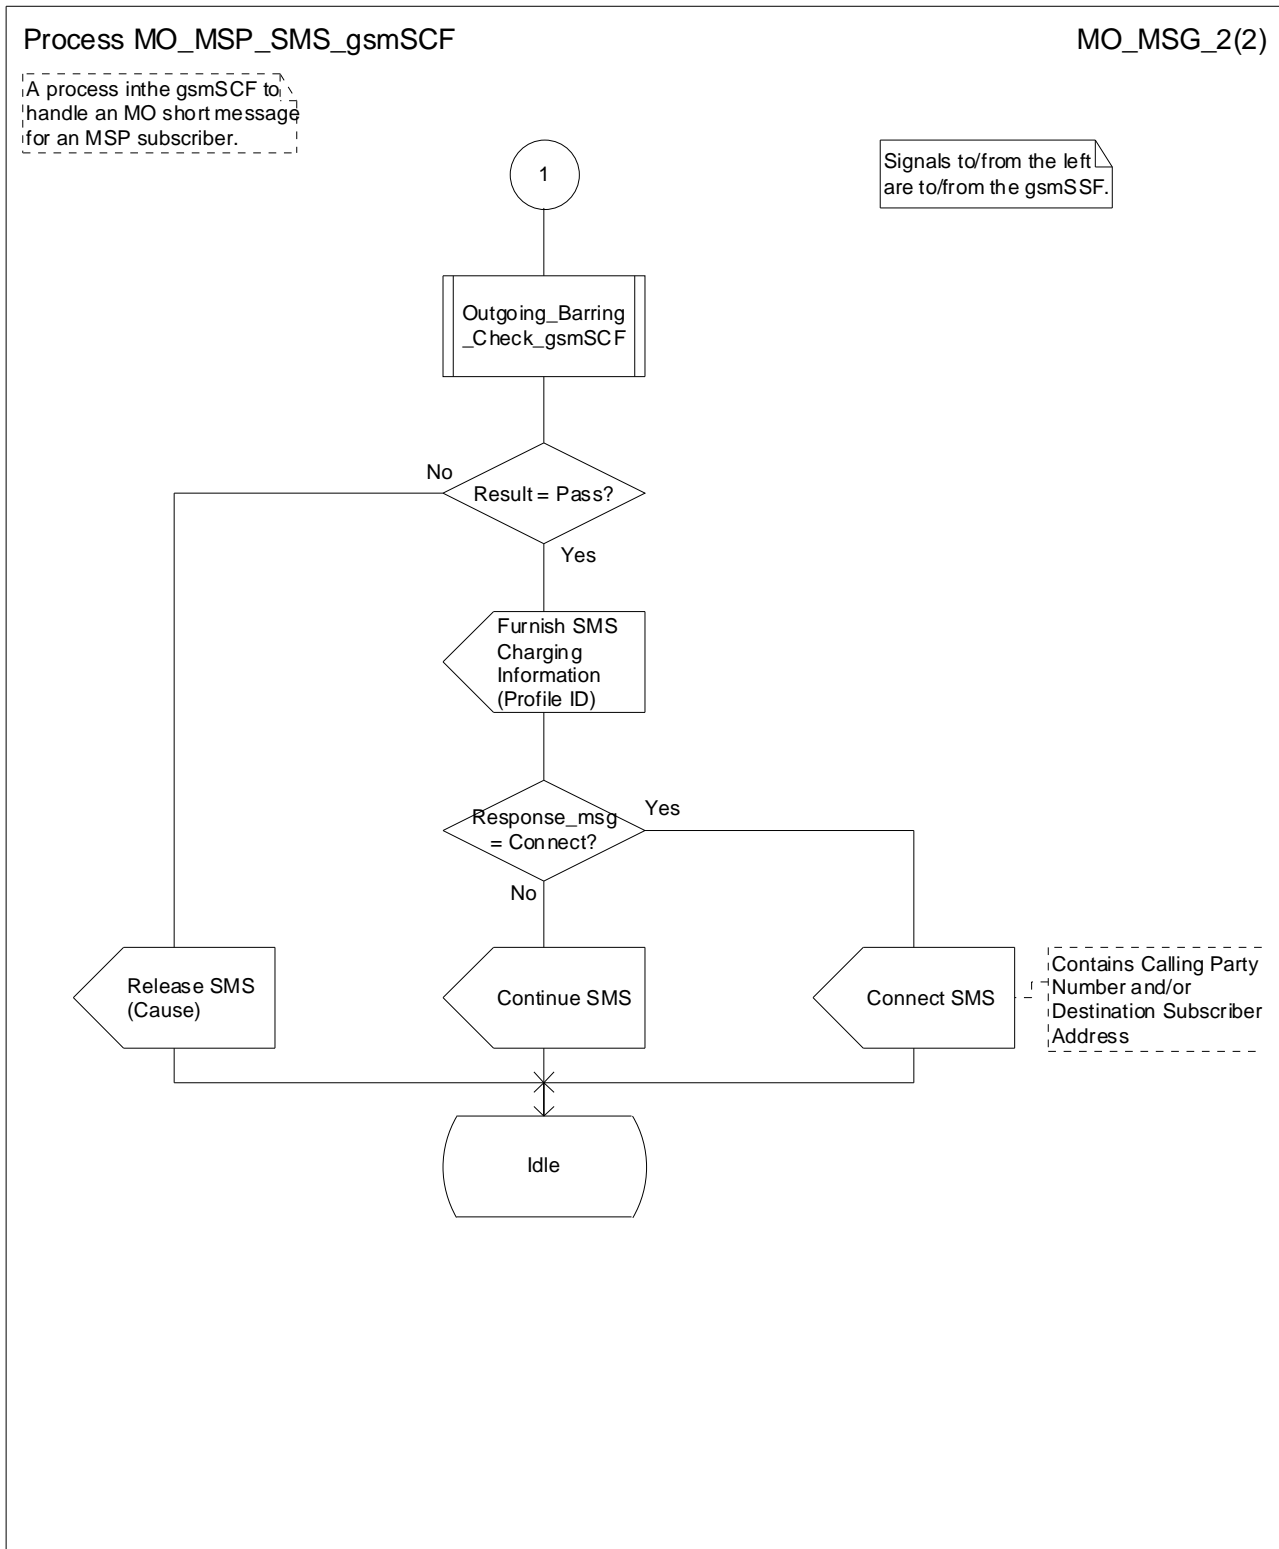 Process MO_MSP_SMS_gsmSCF
MO_MSG_2(2)
A process inthe gsmSCF to
handle an MO short message
for an MSP subscriber.
Signals to/from the left
are to/from the gsmSSF.
1
Outgoing_Barring
_Check_gsmSCF
No
Result = Pass?
Yes
Furnish SMS
Charging
Information
(Profile ID)
Response_msg
= Connect?
Yes
No
Release SMS
(Cause)
Continue SMS
Connect SMS
Contains Calling Party
Number and/or
Destination Subscriber
Address
Idle